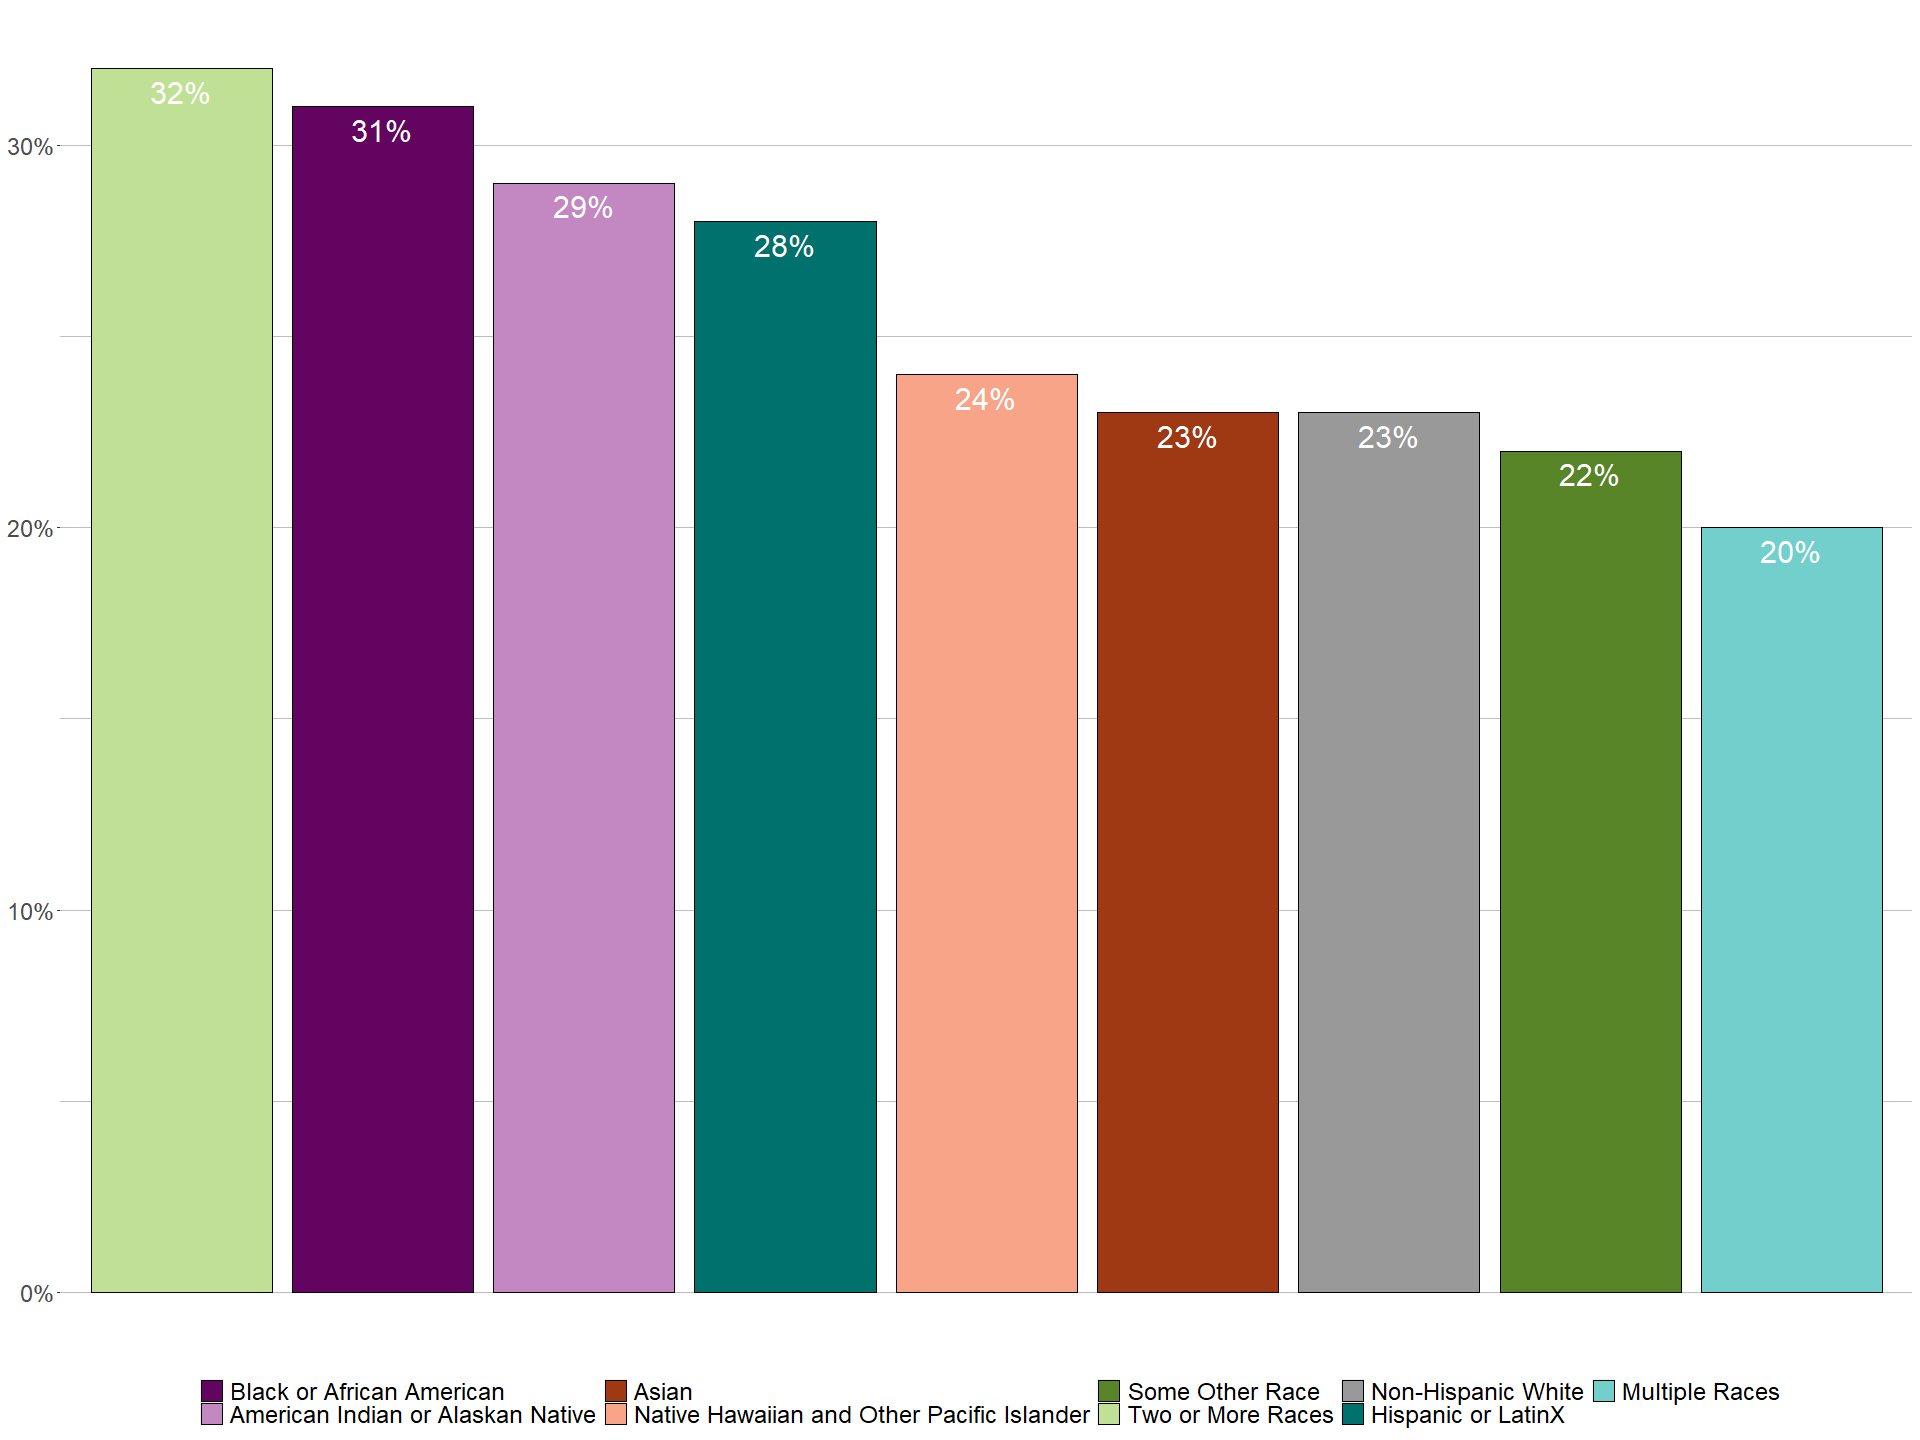 32%
31%
30%
29%
28%
24%
23%
23%
22%
20%
20%
10%
0%
Black or African American
Asian
Some Other Race
Non-Hispanic White
Multiple Races
American Indian or Alaskan Native
Native Hawaiian and Other Pacific Islander
Two or More Races
Hispanic or LatinX